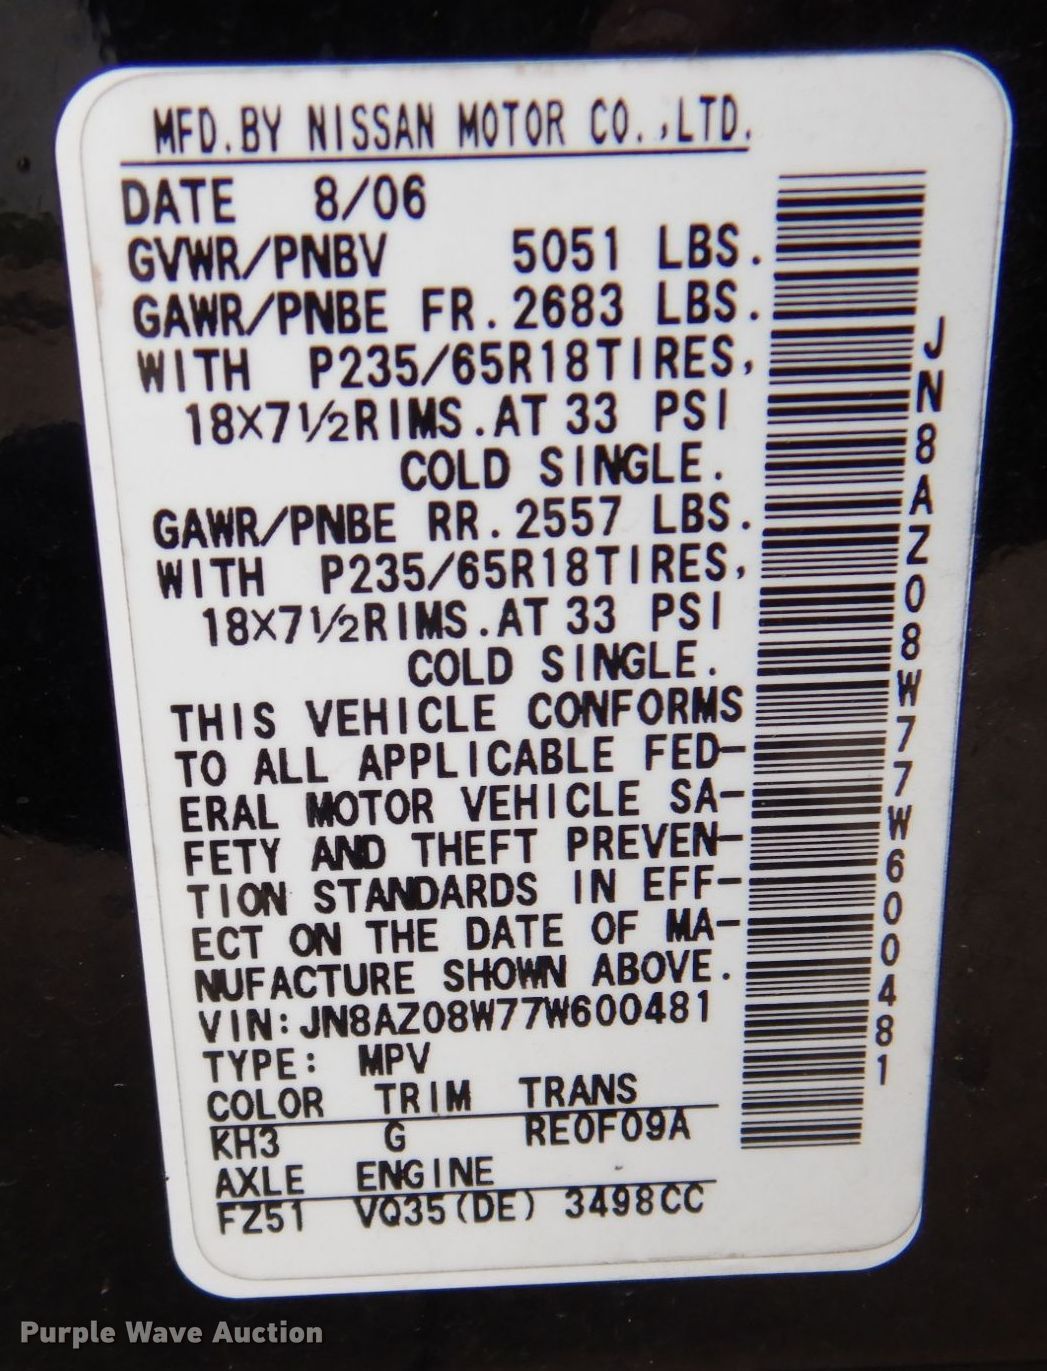 MFD.BY NISSAN MOTOR CO.,LTD.
DATE 8/06
GVWR/PNBV 5051 LBS.
GAWR/PNBE FR.2683 LBS.
WITH P235/65R18TIRES,
18X7½RIMS.AT 33 PSI
COLD SINGLE.
GAWR/PNBE RR.2557 LBS.
WITH P235/65R18TIRES,
18X7½RIMS.AT 33 PSI
COLD SINGLE.
THIS VEHICLE CONFORMS
TO ALL APPLICABLE FED-
ERAL MOTOR VEHICLE SA-
FETY AND THEFT PREVEN-
TION STANDARDS IN EFF-
ECT ON THE DATE OF MA-
NUFACTURE SHOWN ABOVE.
VIN:JN8AZ08W77W600481
TYPE: MPV
COLOR TRIM TRANS
KH3 G RE0F09A
AXLE ENGINE
FZ51 VQ35(DE) 3498CC
JN8AZ08W77W600481
Purple Wave Auction